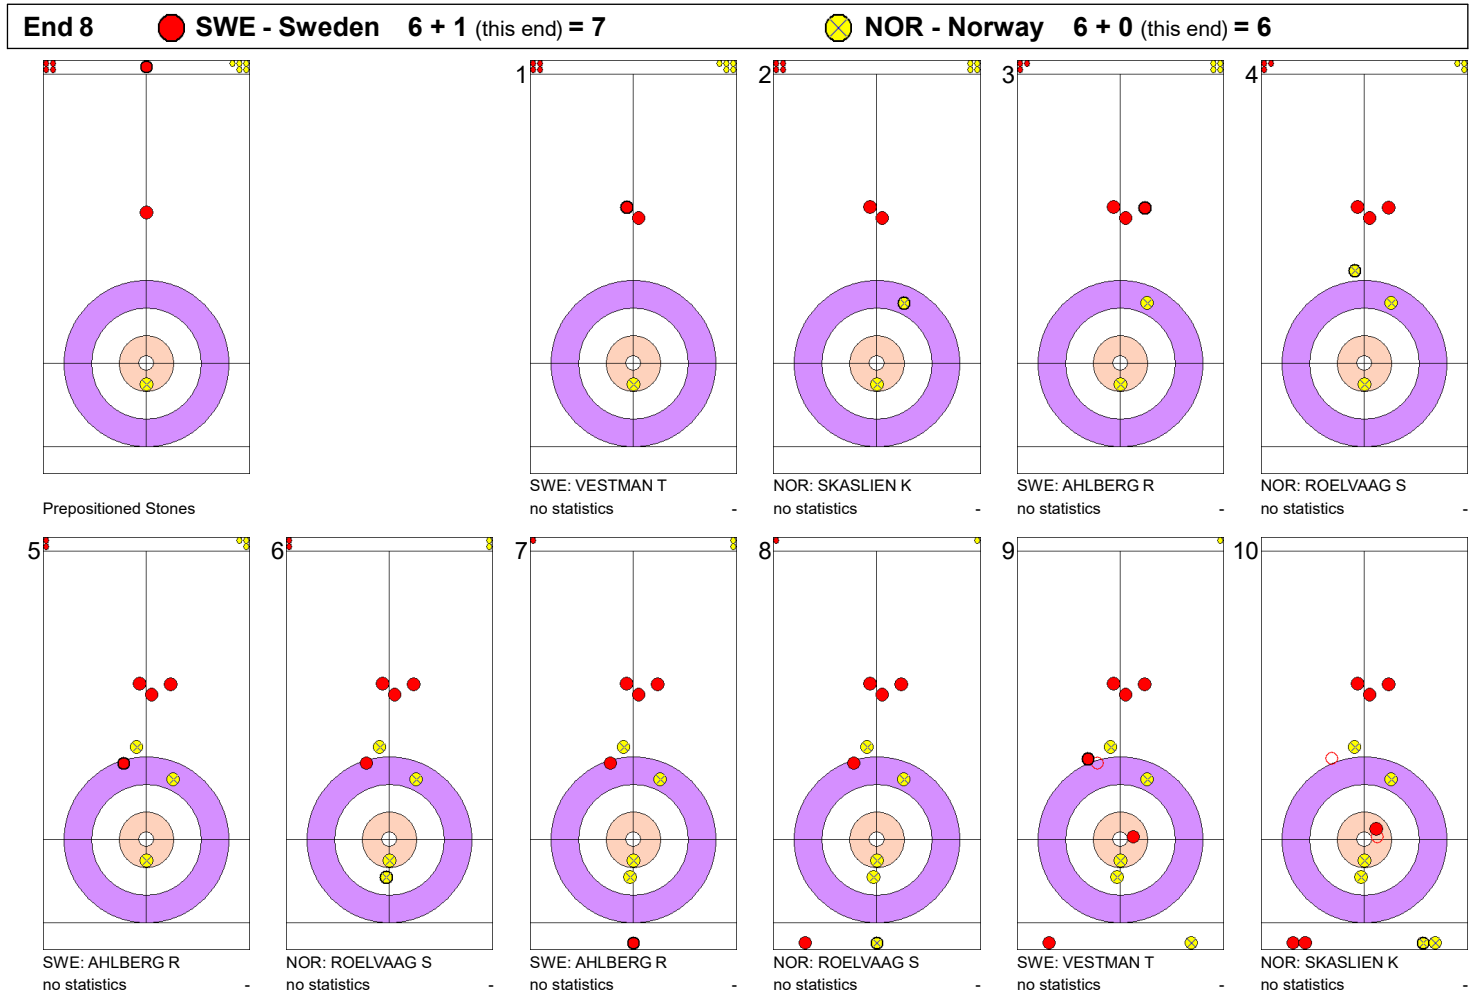 End 8 SWE - Sweden 6 + 1 (this end) = 7 NOR - Norway 6 + 0 (this end) = 6
1 2 3 4
SWE: VESTMAN T NOR: SKASLIEN K SWE: AHLBERG R NOR: ROELVAAG S
Prepositioned Stones no statistics - no statistics - no statistics - no statistics -
5 6 7 8 9 10
SWE: AHLBERG R NOR: ROELVAAG S SWE: AHLBERG R NOR: ROELVAAG S SWE: VESTMAN T NOR: SKASLIEN K
no statistics - no statistics - no statistics - no statistics - no statistics - no statistics -